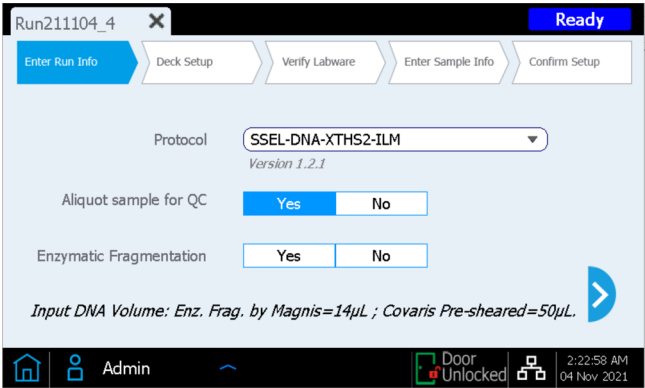 Run211104_4
Ready
Enter Run Info
Deck Setup
Verify Labware
Enter Sample Info
Confirm Setup
Protocol
SSEL-DNA-XTHS2-ILM
Version 1.2.1
Aliquot sample for QC
Yes
No
Enzymatic Fragmentation
Yes
No
Input DNA Volume: Enz. Frag. by Magnis=14µL ; Covaris Pre-sheared=50µL.
Admin
Door
Unlocked
2:22:58 AM
04 Nov 2021